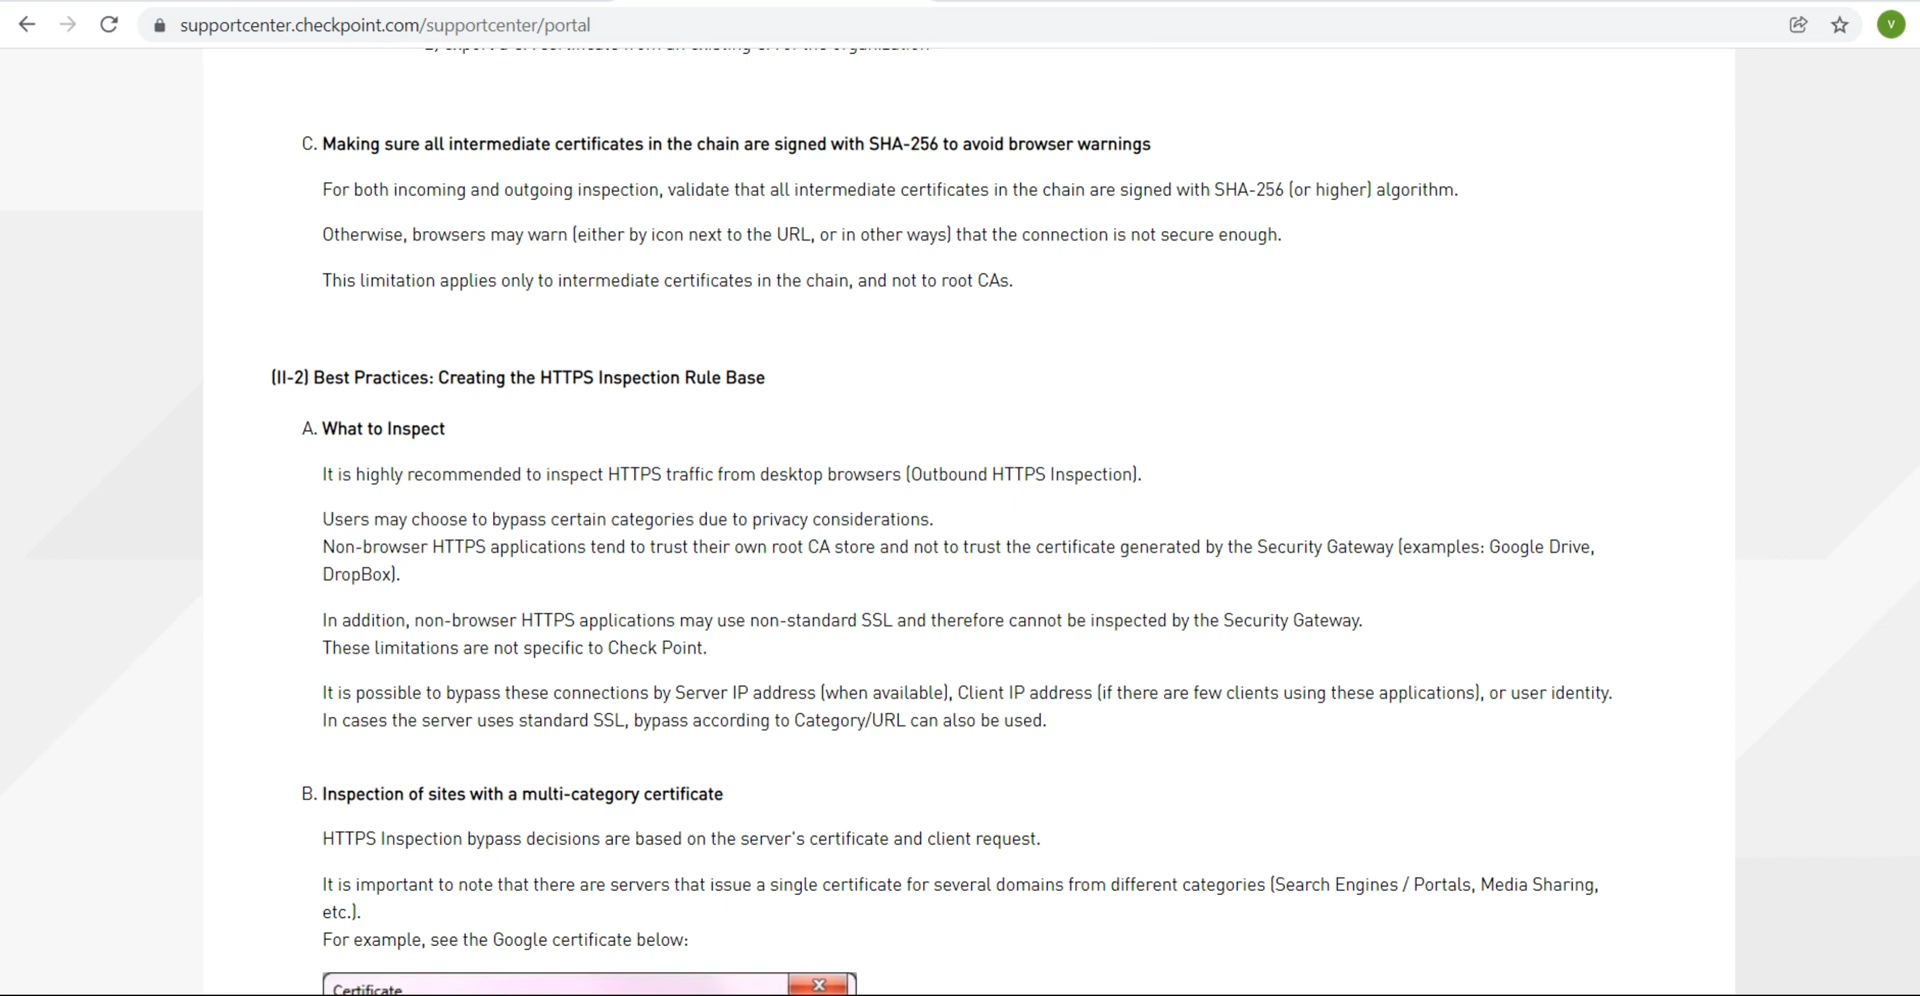 supportcenter.checkpoint.com/supportcenter/portal
V
C. Making sure all intermediate certificates in the chain are signed with SHA-256 to avoid browser warnings
For both incoming and outgoing inspection, validate that all intermediate certificates in the chain are signed with SHA-256 (or higher) algorithm.
Otherwise, browsers may warn (either by icon next to the URL, or in other ways) that the connection is not secure enough.
This limitation applies only to intermediate certificates in the chain, and not to root CAs.
(II-2) Best Practices: Creating the HTTPS Inspection Rule Base
A. What to Inspect
It is highly recommended to inspect HTTPS traffic from desktop browsers (Outbound HTTPS Inspection).
Users may choose to bypass certain categories due to privacy considerations.
Non-browser HTTPS applications tend to trust their own root CA store and not to trust the certificate generated by the Security Gateway (examples: Google Drive,
DropBox).
In addition, non-browser HTTPS applications may use non-standard SSL and therefore cannot be inspected by the Security Gateway.
These limitations are not specific to Check Point.
It is possible to bypass these connections by Server IP address (when available), Client IP address (if there are few clients using these applications), or user identity.
In cases the server uses standard SSL, bypass according to Category/URL can also be used.
B. Inspection of sites with a multi-category certificate
HTTPS Inspection bypass decisions are based on the server's certificate and client request.
It is important to note that there are servers that issue a single certificate for several domains from different categories (Search Engines / Portals, Media Sharing,
etc.).
For example, see the Google certificate below:
Certificate